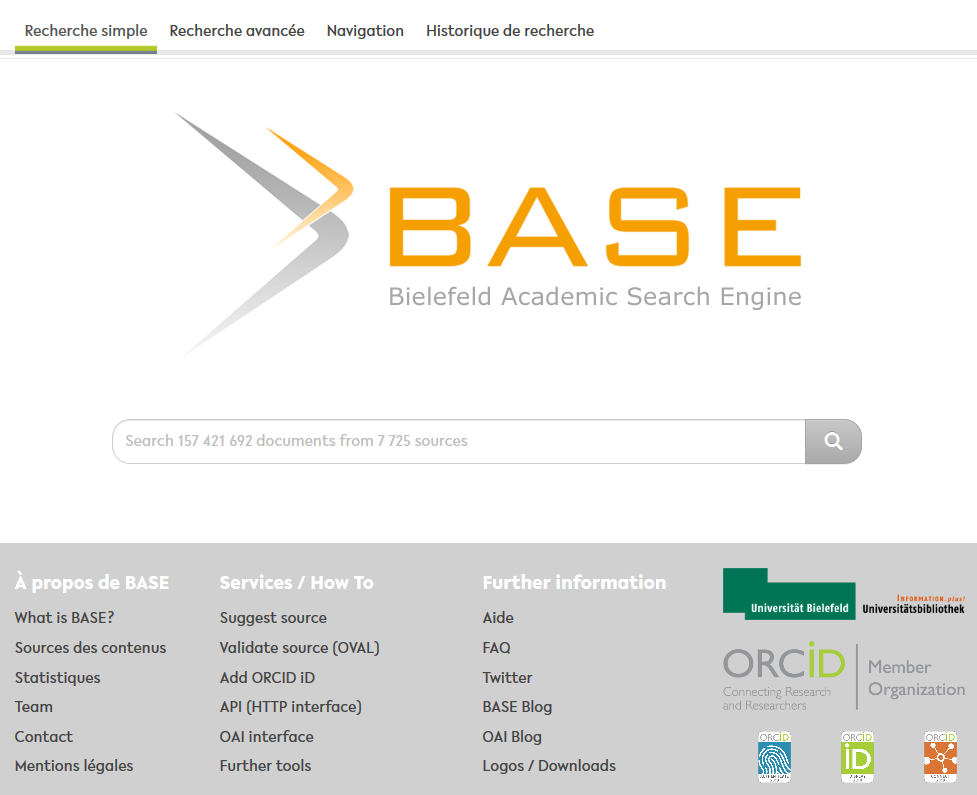 Recherche simple Recherche avancée Navigation Historique de recherche
BASE
Bielefeld Academic Search Engine
Search 157 421 692 documents from 7 725 sources
À propos de BASE
What is BASE?
Sources des contenus
Statistiques
Team
Contact
Mentions légales
Services / How To
Suggest source
Validate source (OVAL)
Add ORCID iD
API (HTTP interface)
OAI interface
Further tools
Further information
Aide
FAQ
Twitter
BASE Blog
OAI Blog
Logos / Downloads
Universität Bielefeld
INFORMATION.plus!
Universitätsbibliothek
ORCID
Connecting Research
and Researchers
Member
Organization
ORCID
AUTHENTICATE
ORCID
iD
DISPLAY
ORCID
CONNECT